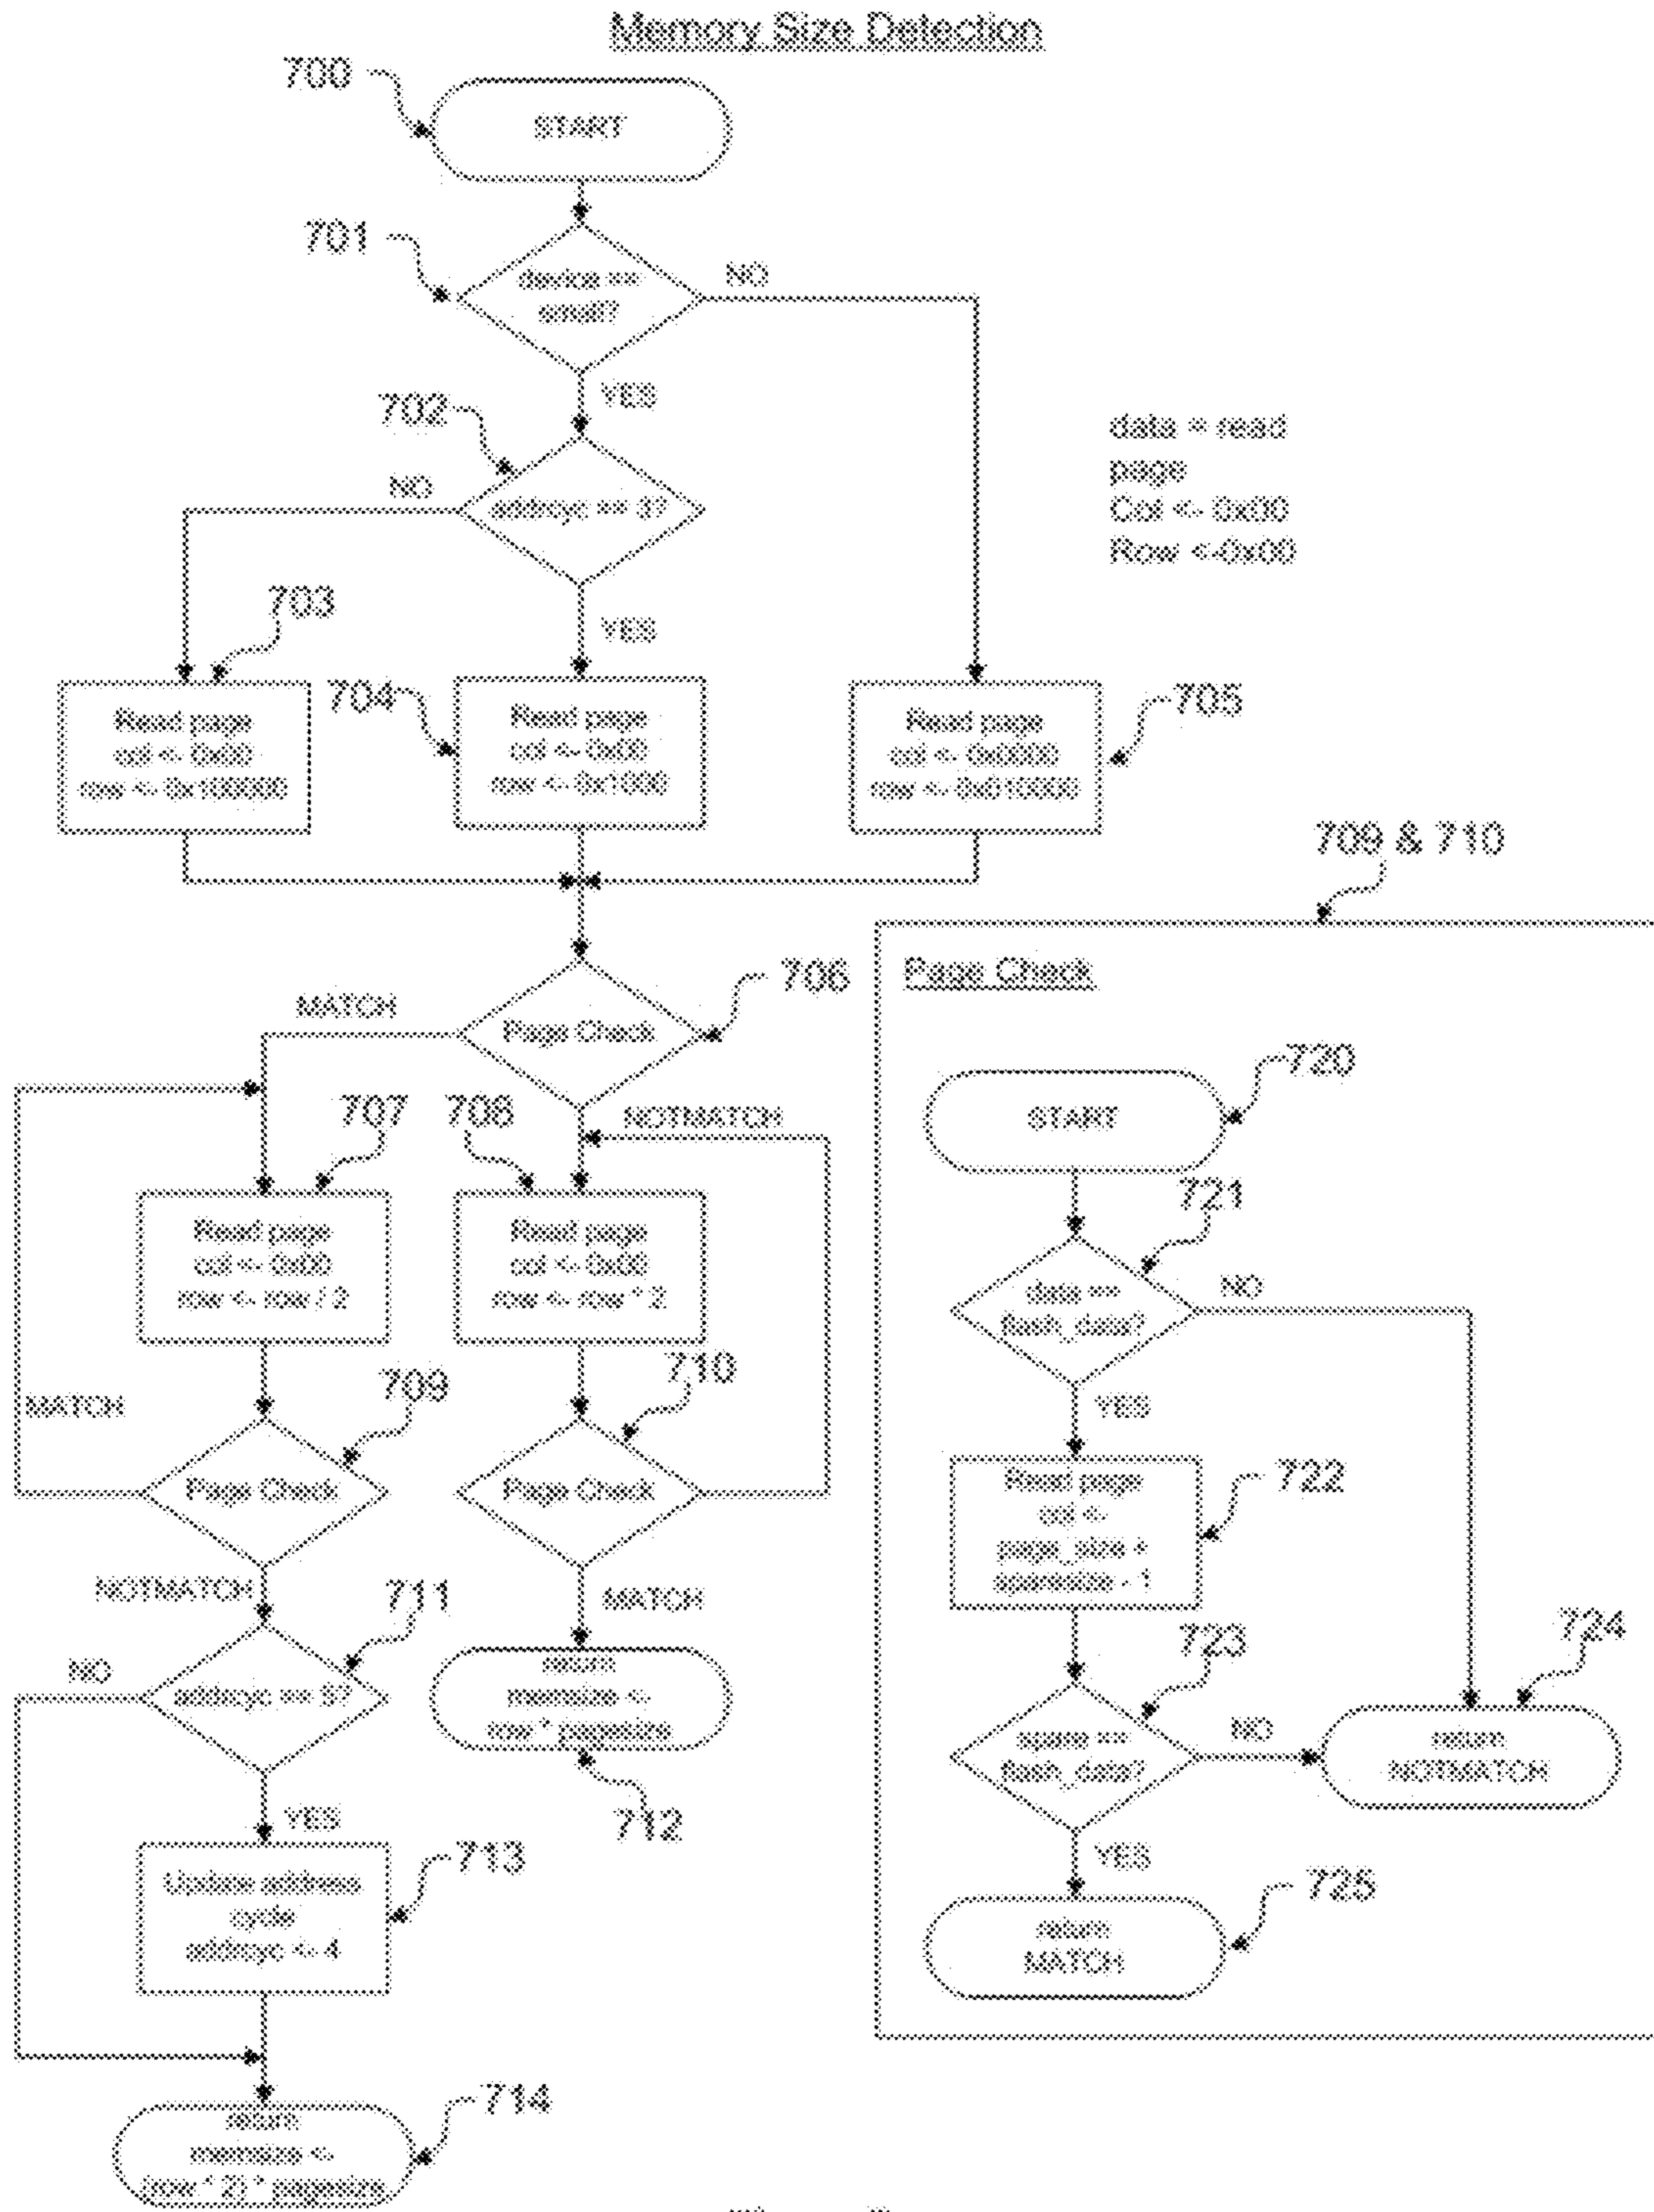 Memory Size Detection
700
START
701
device ==
small?
NO
YES
702
addrcyc == 3?
NO
YES
data = read
page
Col <- 0x00
Row <-0x00
703
Read page
col <- 0x00
row <- 0x100000
704
Read page
col <- 0x00
row <- 0x1000
705
Read page
col <- 0x0000
row <- 0x010000
706
Page Check
MATCH
NOTMATCH
707
Read page
col <- 0x00
row <- row / 2
708
Read page
col <- 0x00
row <- row * 2
709
Page Check
MATCH
NOTMATCH
710
Page Check
MATCH
711
addrcyc == 5?
NO
YES
712
return
memsize <-
row * pagesize
713
Update address
cycle
addrcyc <- 4
714
return
memsize <-
(row * 2) * pagesize
709 & 710
Page Check
720
START
721
data ==
flash_data?
NO
YES
722
Read page
col <-
page_size +
sparesize - 1
723
spare ==
flash_data?
NO
YES
724
return
NOTMATCH
725
return
MATCH